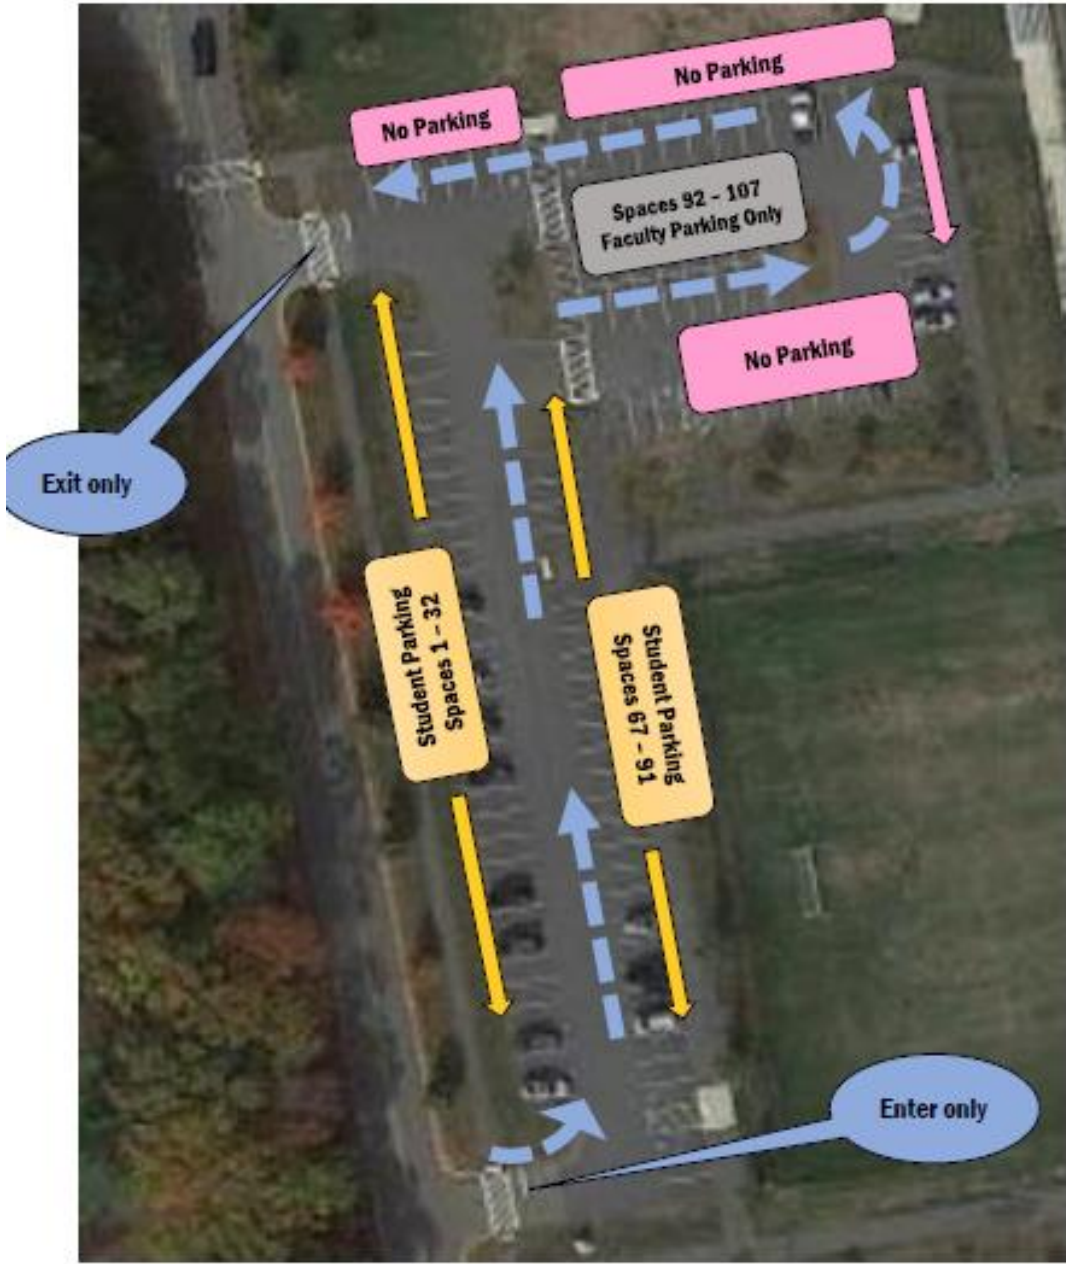 No Parking
No Parking
Spaces 92 – 107
Faculty Parking Only
No Parking
Exit only
Student Parking
Spaces 1 – 32
Student Parking
Spaces 67 – 91
Enter only